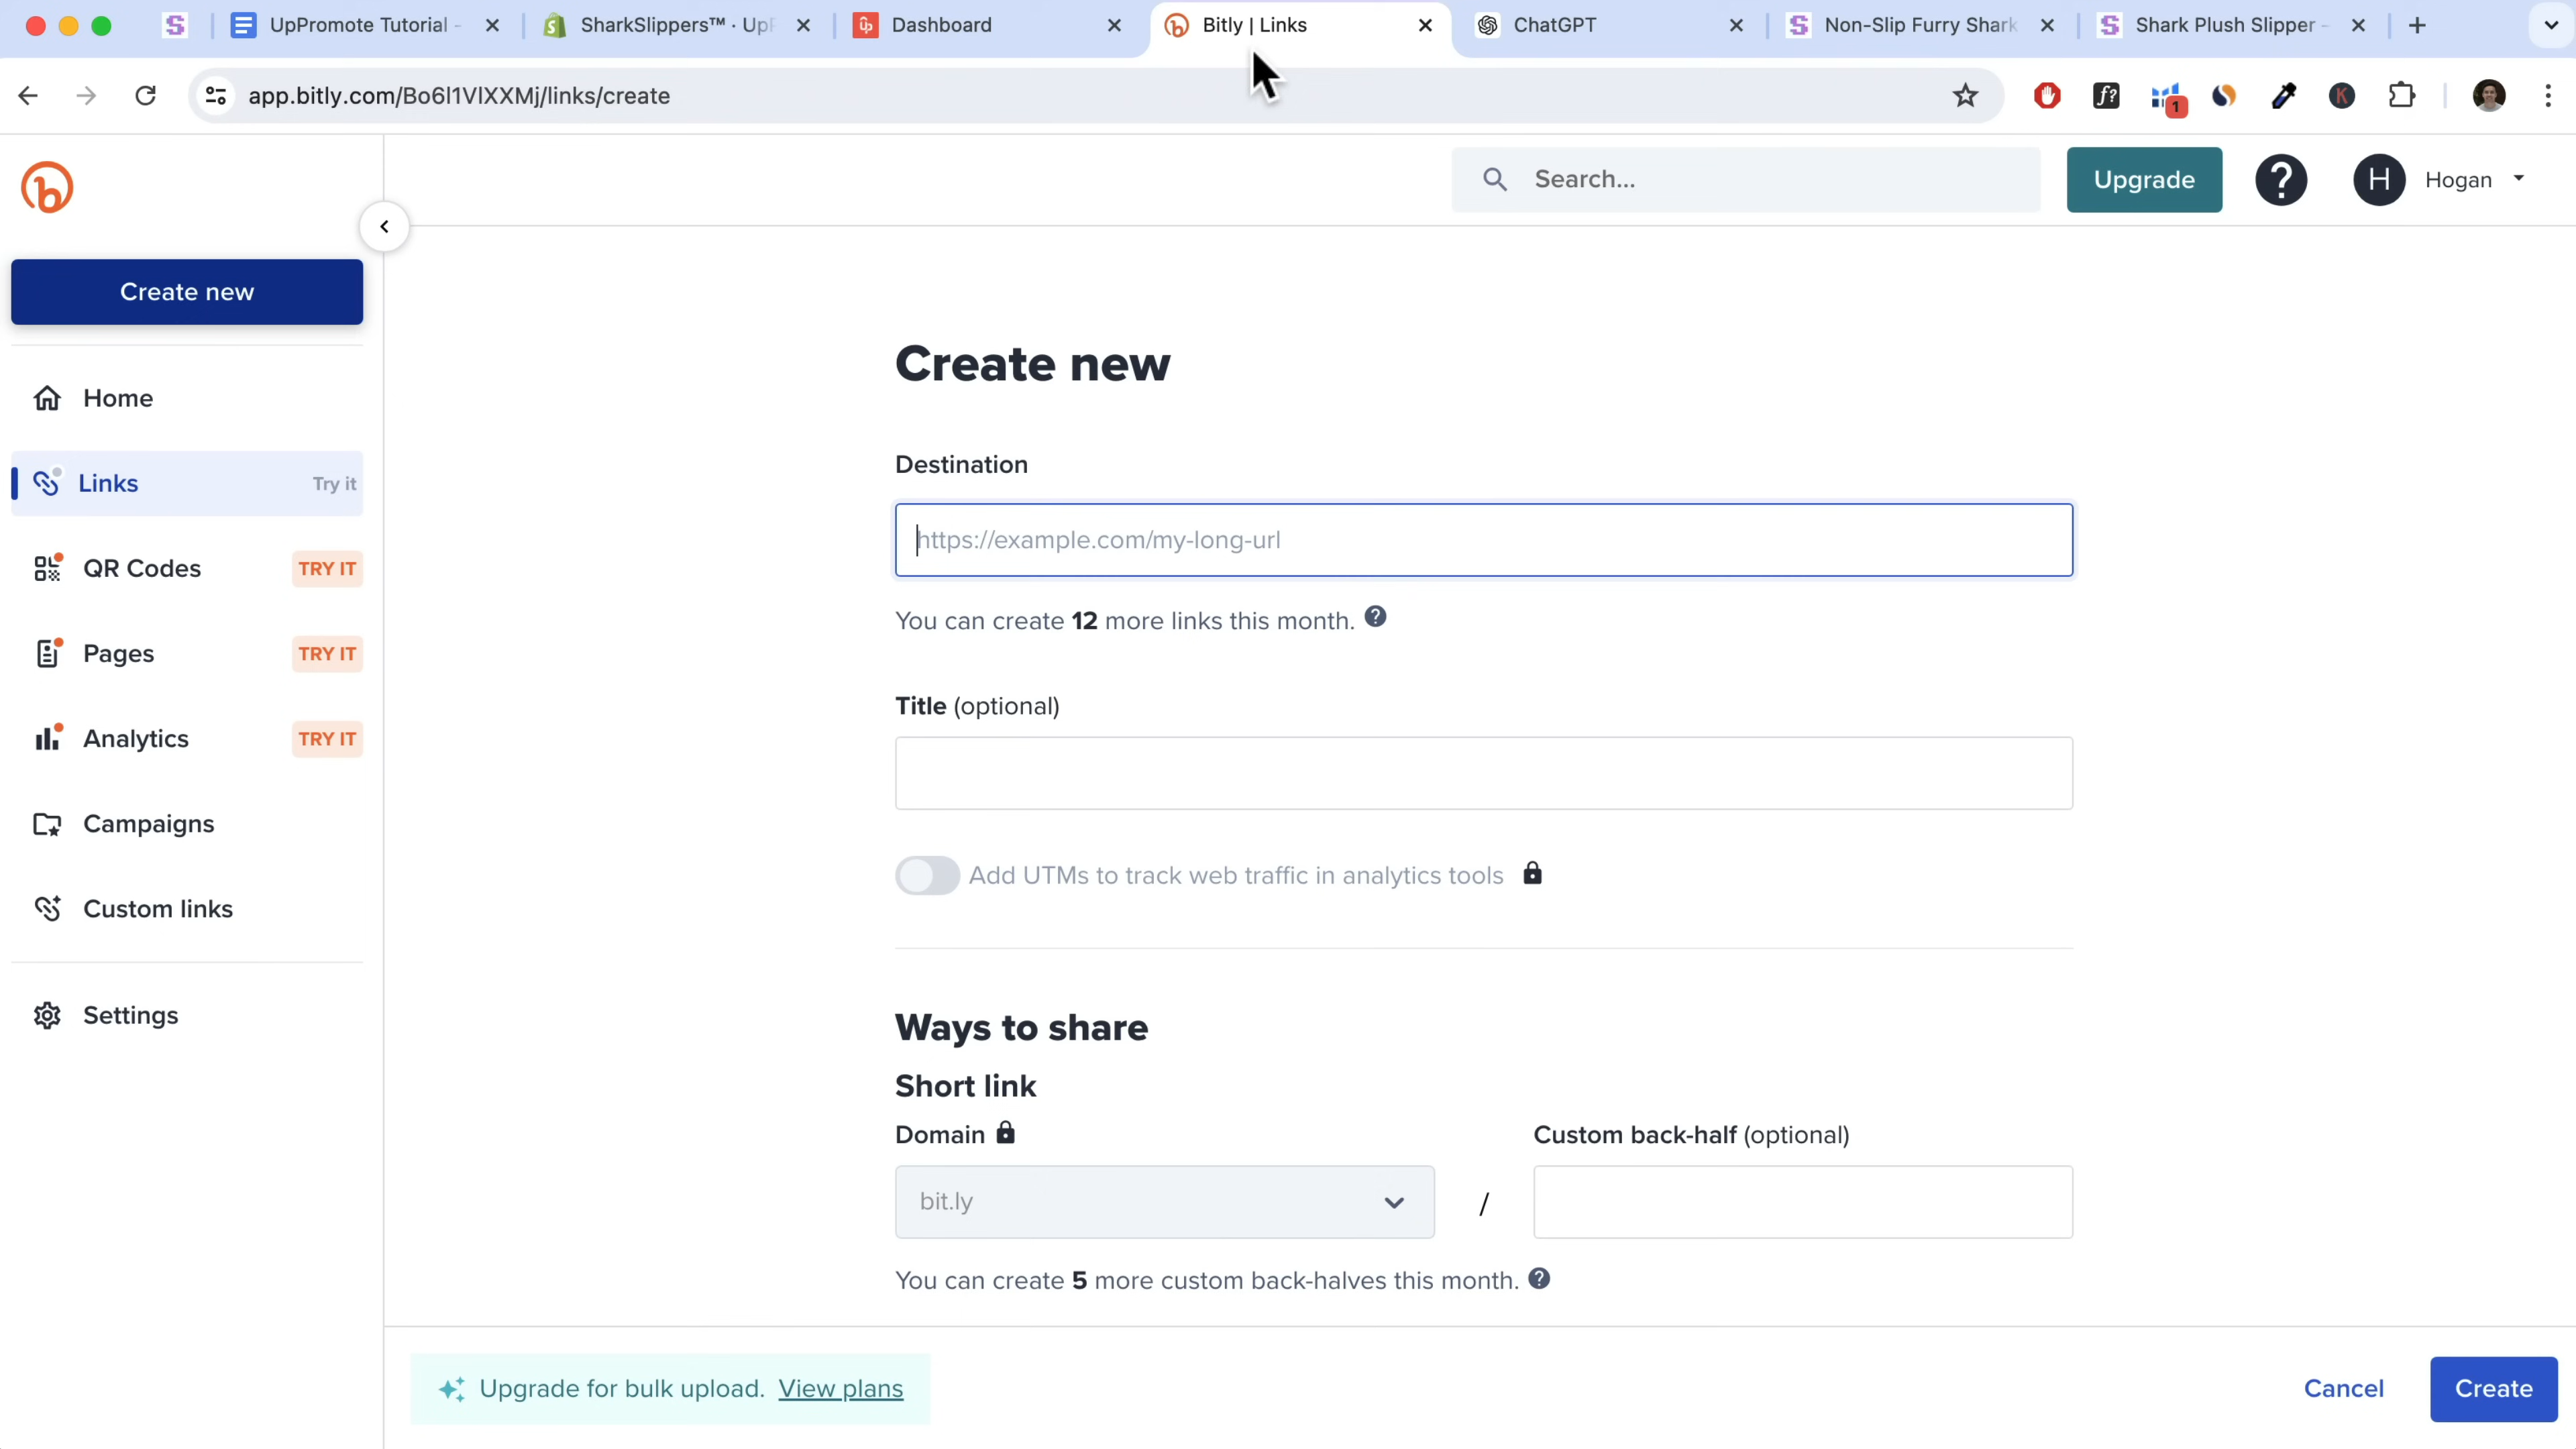 UpPromote Tutorial -
SharkSlippers™ · UpP
Dashboard
Bitly | Links
ChatGPT
Non-Slip Furry Shark
Shark Plush Slipper -
app.bitly.com/Bo6l1VlXXMj/links/create
f?
1
K
Search...
Upgrade
?
H
Hogan
Create new
Home
Links
Try it
QR Codes
TRY IT
Pages
TRY IT
Analytics
TRY IT
Campaigns
Custom links
Settings
Create new
Destination
https://example.com/my-long-url
You can create 12 more links this month. ?
Title (optional)
Add UTMs to track web traffic in analytics tools
Ways to share
Short link
Domain
Custom back-half (optional)
bit.ly
/
You can create 5 more custom back-halves this month. ?
Upgrade for bulk upload. View plans
Cancel
Create